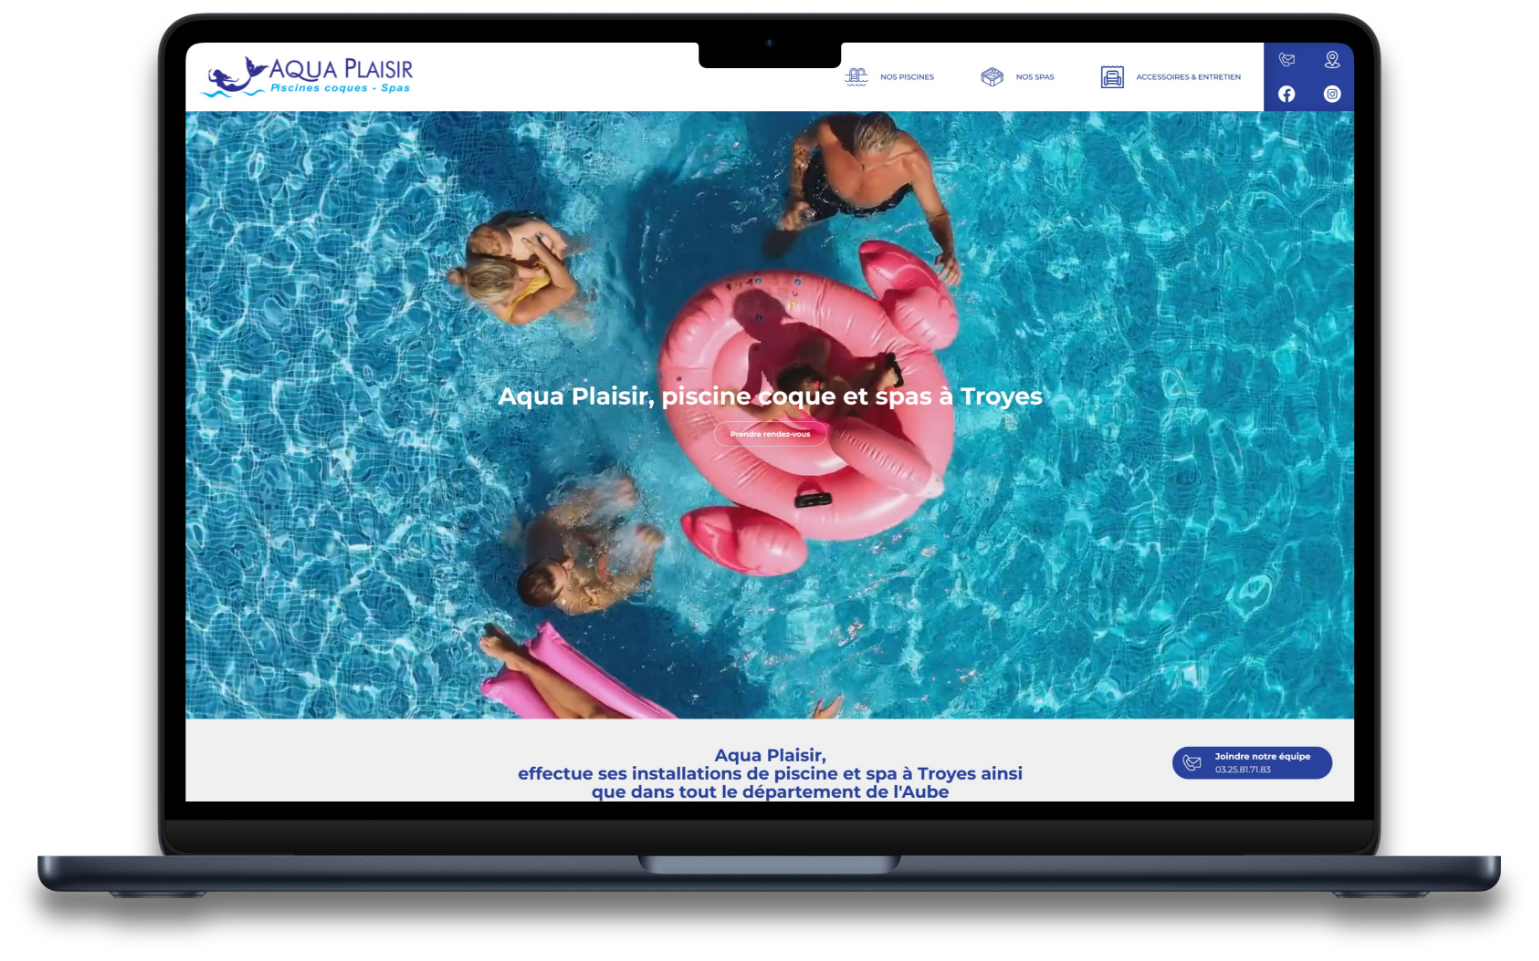 AQUA PLAISIR
Piscines coques - Spas
NOS PISCINES
NOS SPAS
ACCESSOIRES & ENTRETIEN
Aqua Plaisir, piscine coque et spas à Troyes
Prendre rendez-vous
Aqua Plaisir,
effectue ses installations de piscine et spa à Troyes ainsi
que dans tout le département de l'Aube
Joindre notre équipe
03.25.81.71.83